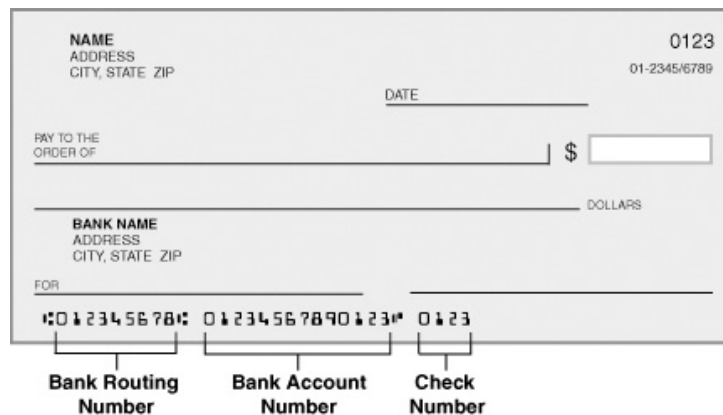 NAME
ADDRESS
CITY, STATE ZIP
0123
01-2345/6789
DATE
PAY TO THE
ORDER OF
$
DOLLARS
BANK NAME
ADDRESS
CITY, STATE ZIP
FOR
⑆012345678⑆ 01234567890123⑈ 0123
Bank Routing
Number
Bank Account
Number
Check
Number